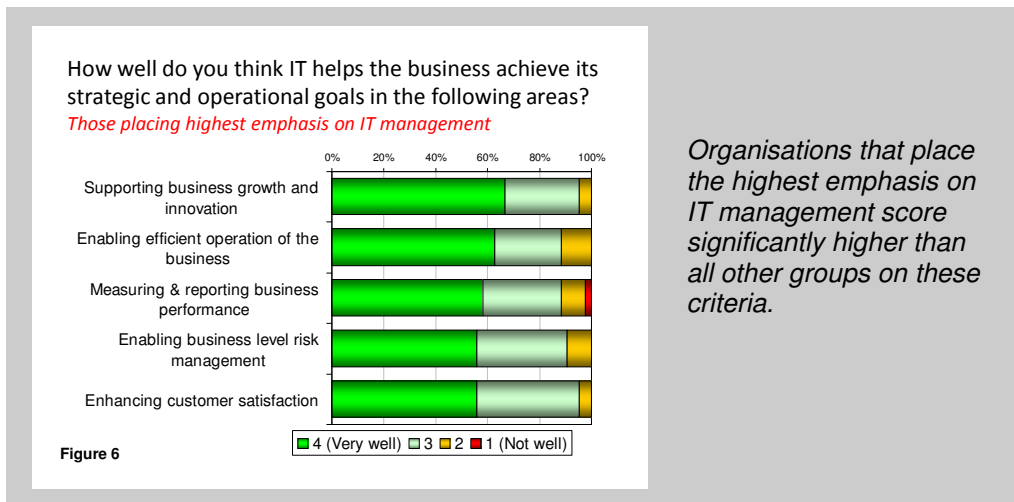 How well do you think IT helps the business achieve its
strategic and operational goals in the following areas?
Those placing highest emphasis on IT management
0% 20% 40% 60% 80% 100%
Supporting business growth and
innovation
Enabling efficient operation of the
business
Measuring & reporting business
performance
Enabling business level risk
management
Enhancing customer satisfaction
4 (Very well) 3 2 1 (Not well)
Figure 6
Organisations that place
the highest emphasis on
IT management score
significantly higher than
all other groups on these
criteria.